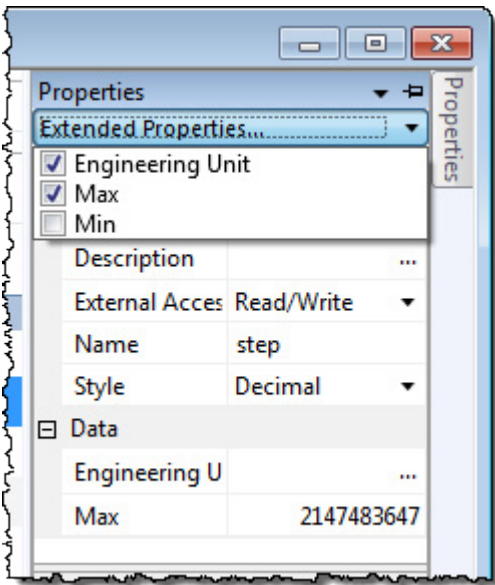 Properties
Properties
Extended Properties...
Engineering Unit
Max
Min
Description ...
External Acces Read/Write
Name step
Style Decimal
Data
Engineering U ...
Max 2147483647